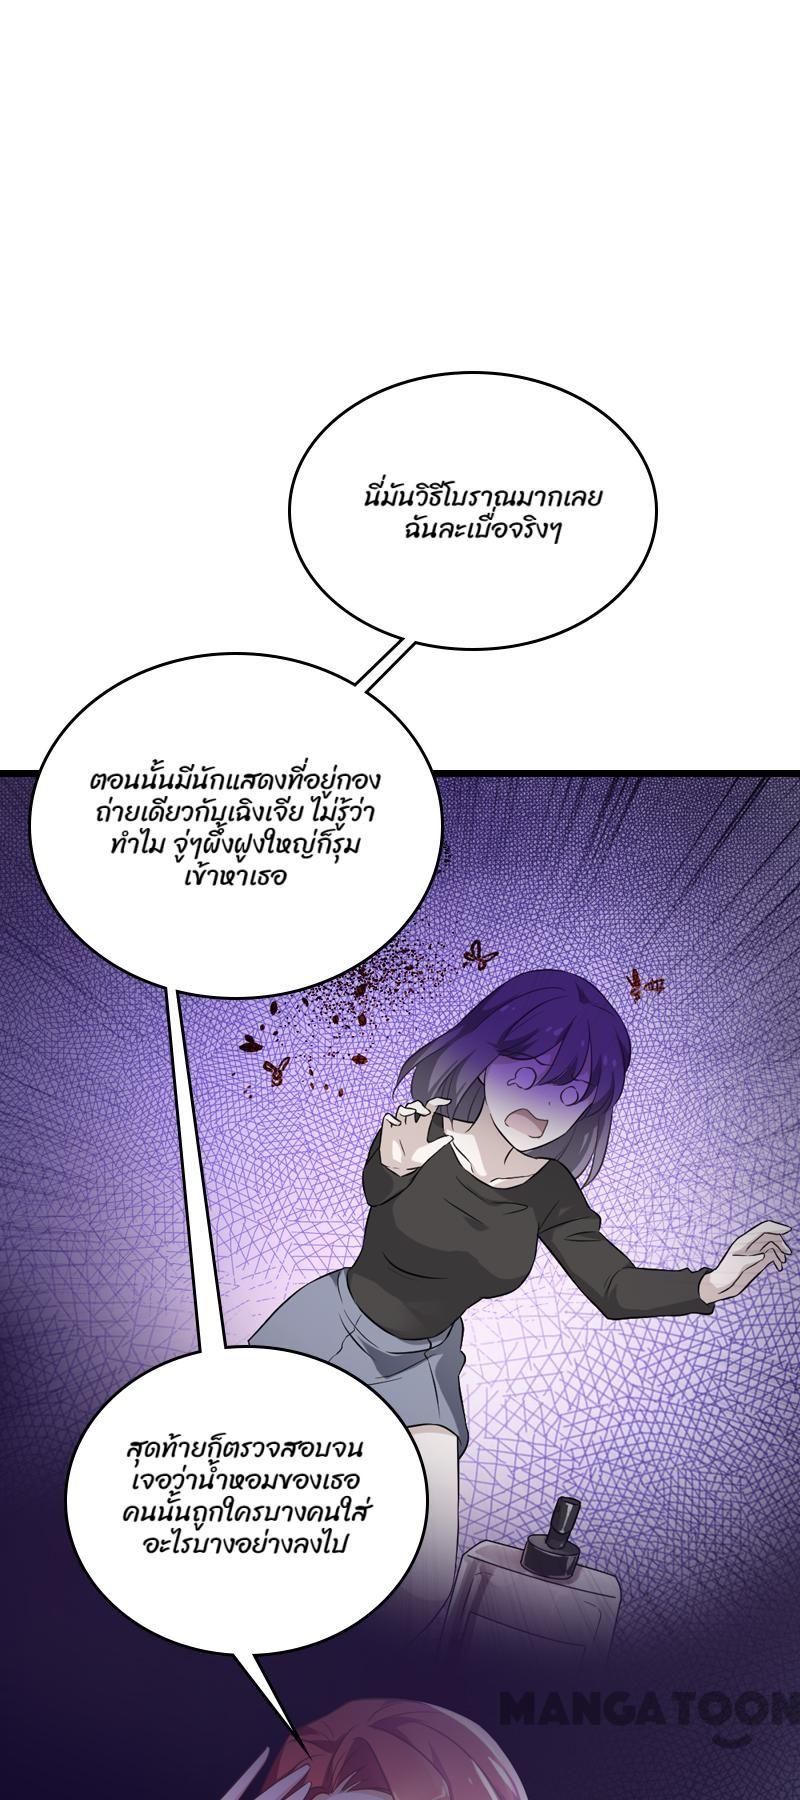 นี่มันวิธีโบราณมากเลย
ฉันละเบื่อจริงๆ
ตอนนั้นมีนักแสดงที่อยู่กอง
ถ่ายเดียวกับเฉิงเจีย ไม่รู้ว่า
ทำไม จู่ๆผึ้งฝูงใหญ่ก็รุม
เข้าหาเธอ
สุดท้ายก็ตรวจสอบจน
เจอว่าน้ำหอมของเธอ
คนนั้นถูกใครบางคนใส่
อะไรบางอย่างลงไป
MANGATOON